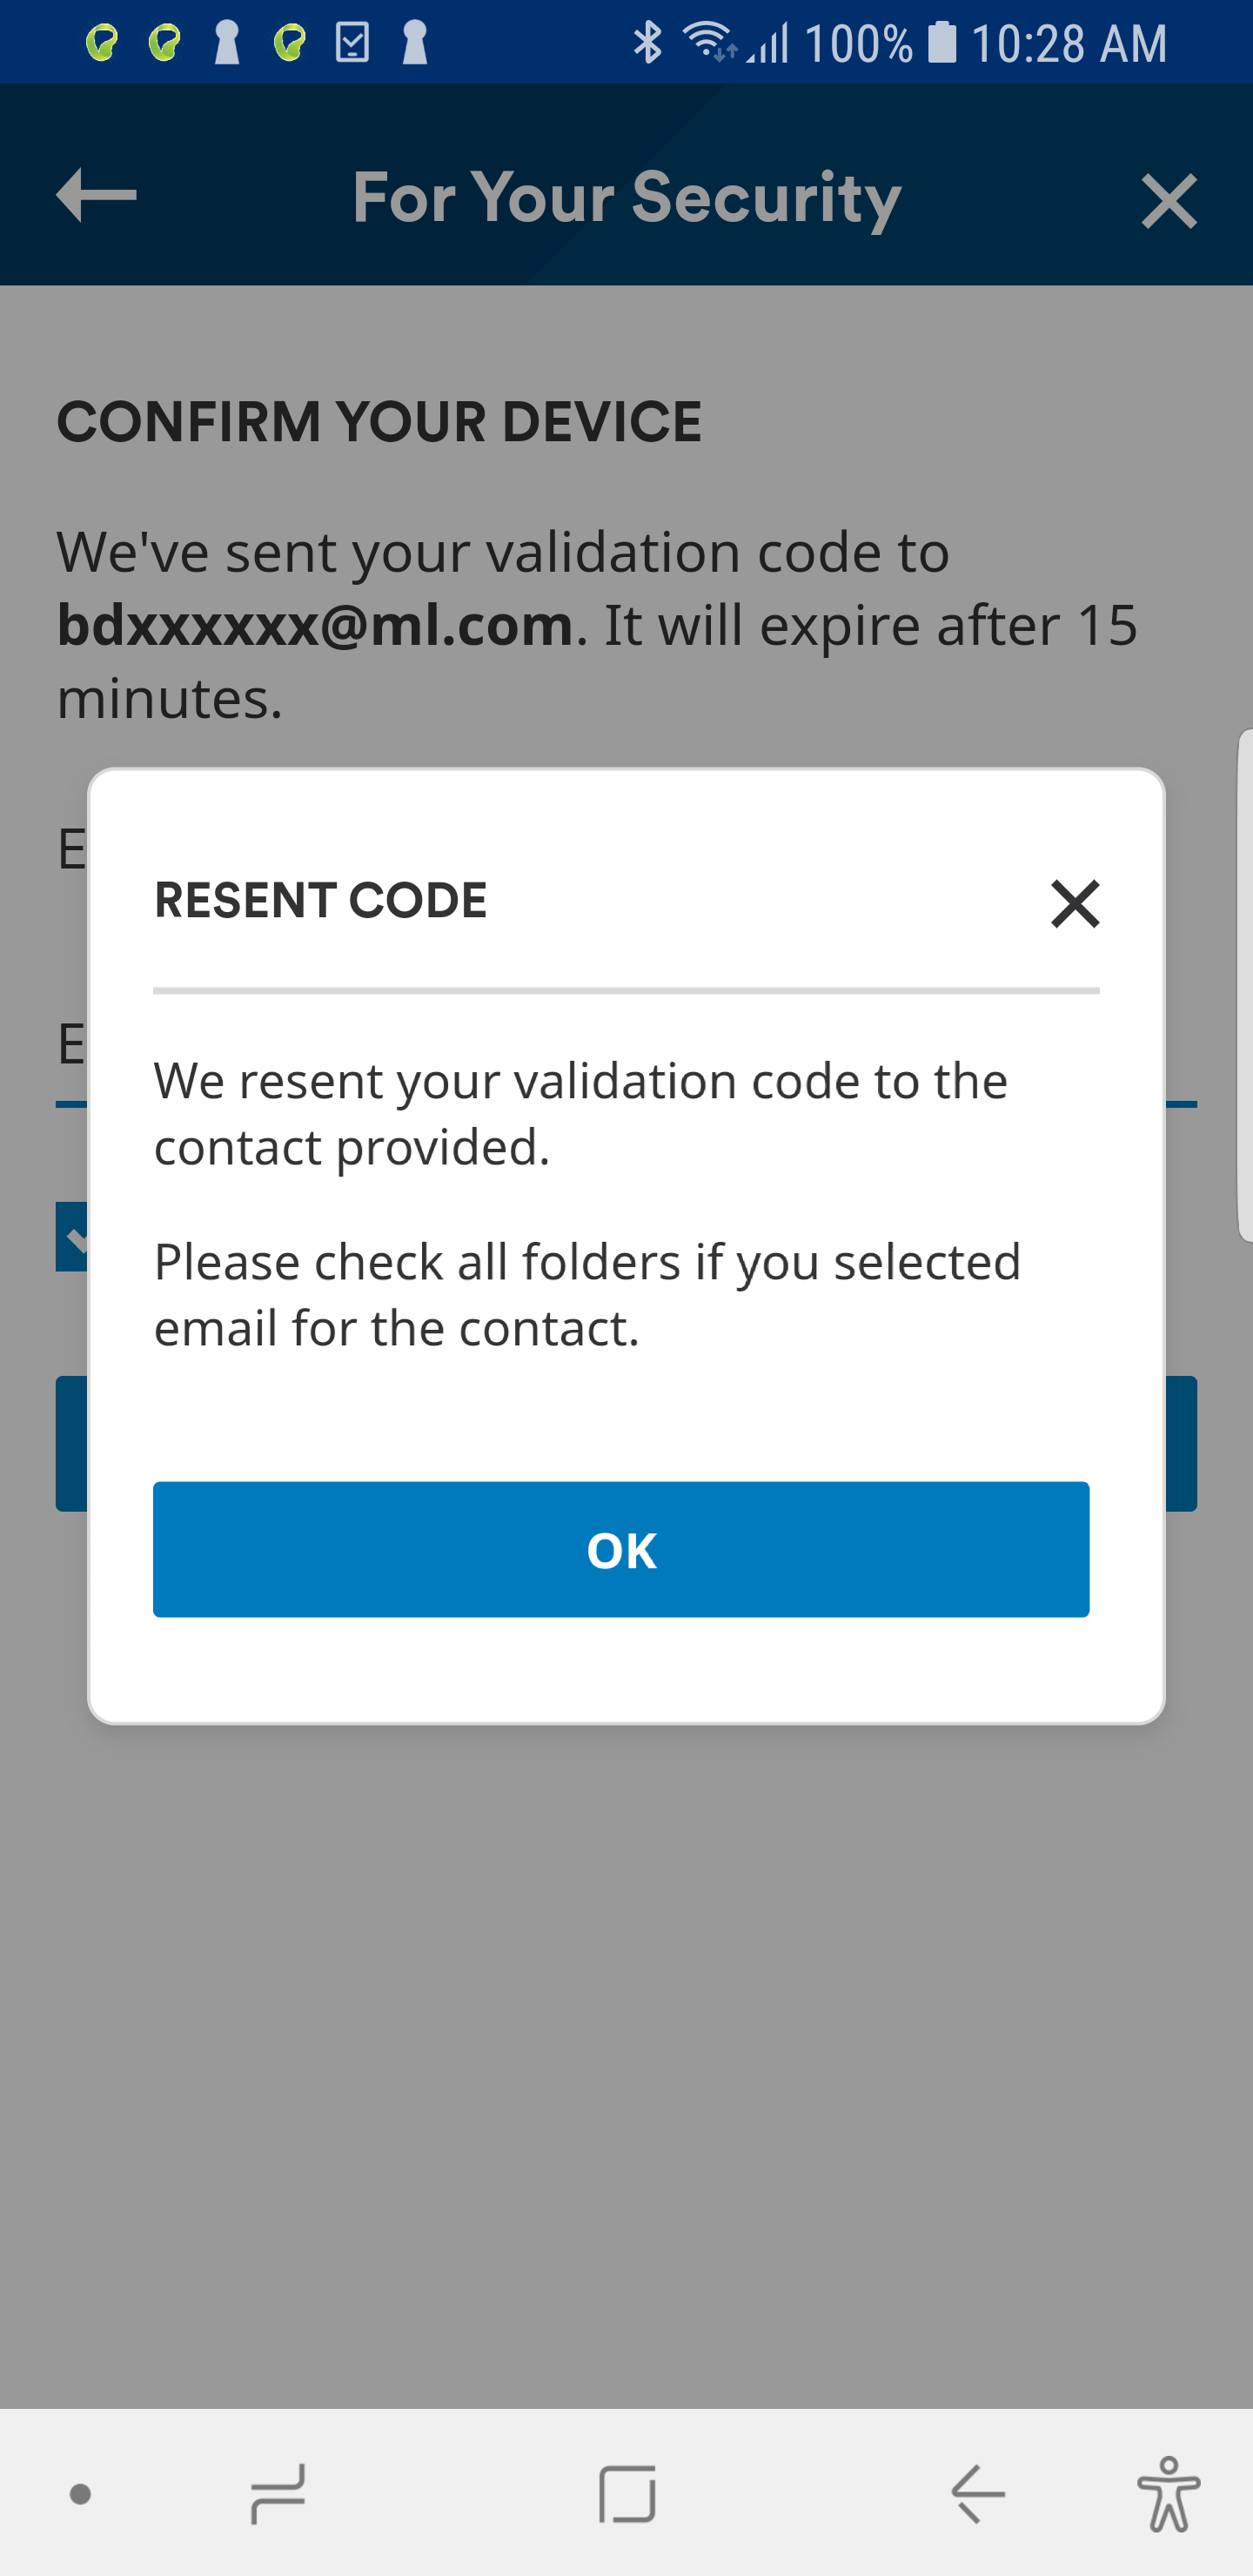 100% 10:28 AM
For Your Security
CONFIRM YOUR DEVICE
We've sent your validation code to
bdxxxxxx@ml.com. It will expire after 15
minutes.
E
RESENT CODE
E
We resent your validation code to the
contact provided.
Please check all folders if you selected
email for the contact.
OK